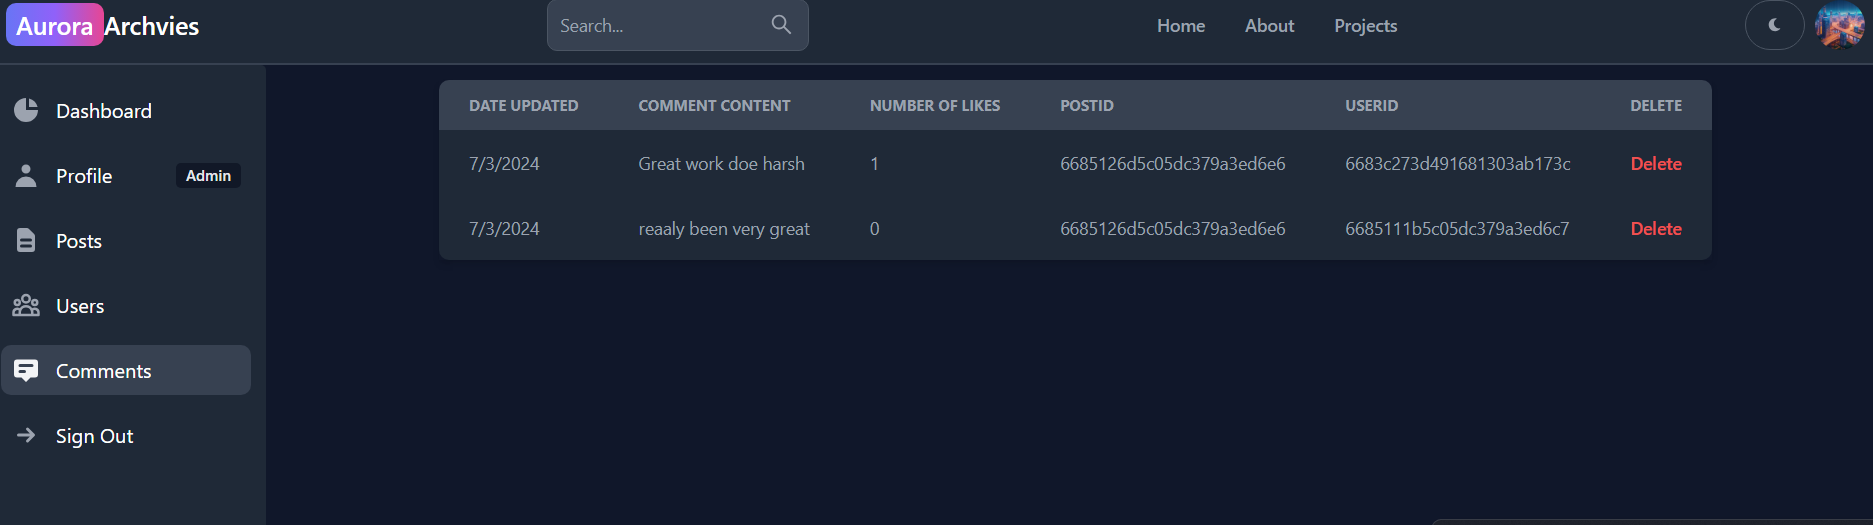 Aurora Archvies
Search...
Home About Projects
Dashboard
Profile Admin
Posts
Users
Comments
Sign Out
DATE UPDATED COMMENT CONTENT NUMBER OF LIKES POSTID USERID DELETE
7/3/2024 Great work doe harsh 1 6685126d5c05dc379a3ed6e6 6683c273d491681303ab173c Delete
7/3/2024 reaaly been very great 0 6685126d5c05dc379a3ed6e6 6685111b5c05dc379a3ed6c7 Delete